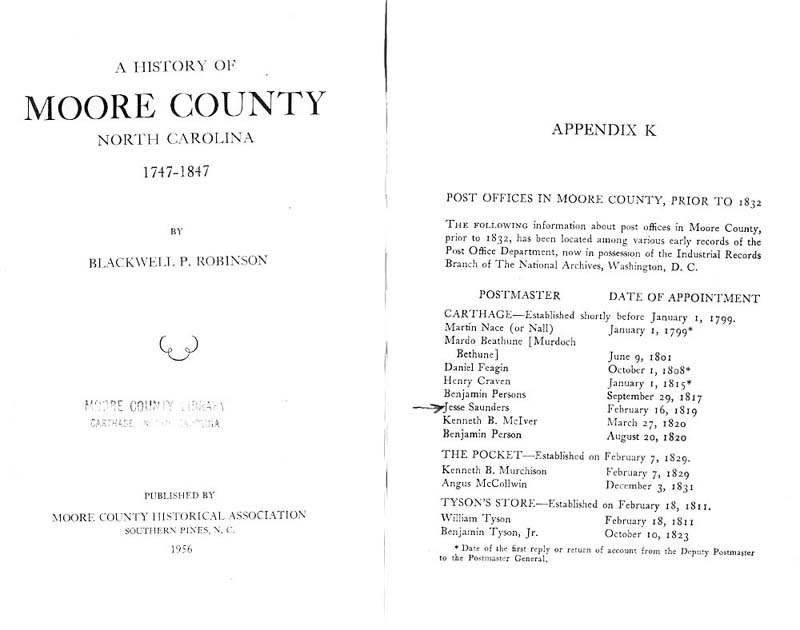 A HISTORY OF
MOORE COUNTY
NORTH CAROLINA
1747-1847
BY
BLACKWELL P. ROBINSON
MOORE COUNTY LIBRARY
CARTHAGE, NORTH CAROLINA
PUBLISHED BY
MOORE COUNTY HISTORICAL ASSOCIATION
SOUTHERN PINES, N. C.
1956
APPENDIX K
POST OFFICES IN MOORE COUNTY, PRIOR TO 1832
THE FOLLOWING information about post offices in Moore County,
prior to 1832, has been located among various early records of the
Post Office Department, now in possession of the Industrial Records
Branch of The National Archives, Washington, D. C.
POSTMASTER DATE OF APPOINTMENT
CARTHAGE—Established shortly before January 1, 1799.
Martin Nace (or Nall) January 1, 1799*
Mardo Beathune [Murdoch
Bethune] June 9, 1801
Daniel Feagin October 1, 1808*
Henry Craven January 1, 1815*
Benjamin Persons September 29, 1817
Jesse Saunders February 16, 1819
Kenneth B. McIver March 27, 1820
Benjamin Person August 20, 1820
THE POCKET—Established on February 7, 1829.
Kenneth B. Murchison February 7, 1829
Angus McCollwin December 3, 1831
TYSON'S STORE—Established on February 18, 1811.
William Tyson February 18, 1811
Benjamin Tyson, Jr. October 10, 1823
* Date of the first reply or return of account from the Deputy Postmaster
to the Postmaster General.